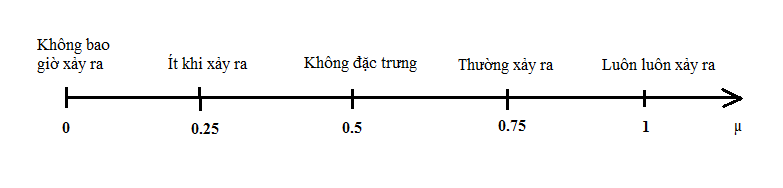 Không bao
giờ xảy ra
Ít khi xảy ra
Không đặc trưng
Thường xảy ra
Luôn luôn xảy ra
0
0.25
0.5
0.75
1
μ